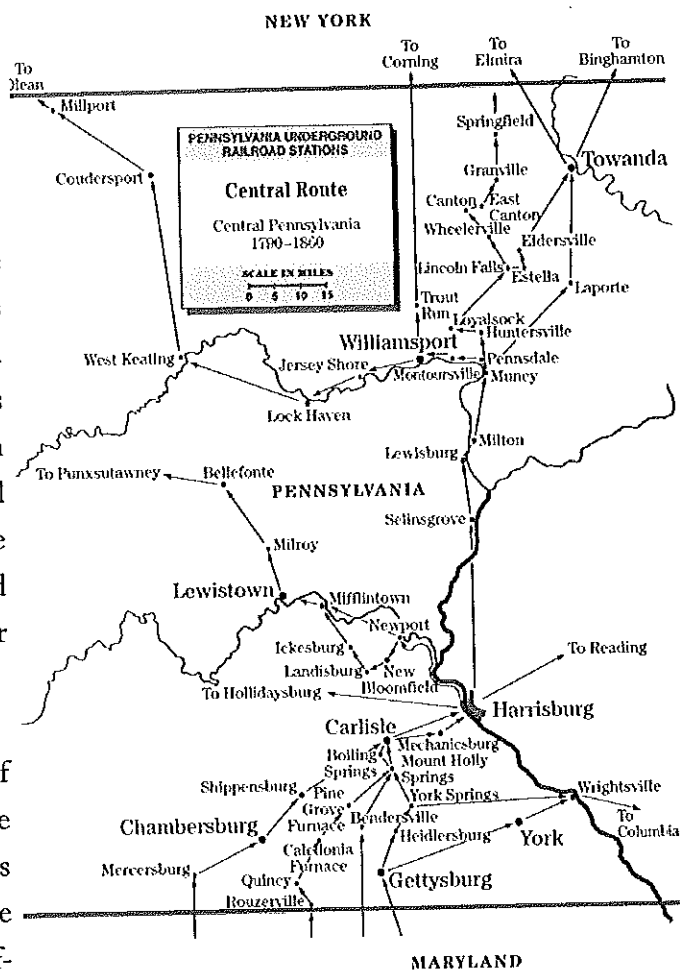 NEW YORK
To
Olean
To
Corning
To
Elmira
To
Binghamton
Millport
PENNSYLVANIA UNDERGROUND
RAILROAD STATIONS
Central Route
Central Pennsylvania
1790–1860
SCALE IN MILES
0 5 10 15
Springfield
Granville
Towanda
Coudersport
Canton
East
Canton
Wheelerville
Eldersville
Lincoln Falls
Estella
Laporte
Trout
Run
Loyalsock
Huntersville
Williamsport
West Keating
Jersey Shore
Pennsdale
Montoursville
Muncy
Lock Haven
Milton
Lewisburg
To Punxsutawney
Bellefonte
PENNSYLVANIA
Selinsgrove
Milroy
Lewistown
Mifflintown
Newport
Ickesburg
Landisburg
New
Bloomfield
To Reading
To Hollidaysburg
Harrisburg
Carlisle
Mechanicsburg
Boiling
Springs
Mount Holly
Springs
Shippensburg
Pine
Grove
Furnace
York Springs
Wrightsville
Bendersville
To
Columbia
Chambersburg
Heidlersburg
York
Caledonia
Furnace
Mercersburg
Quincy
Gettysburg
Rouzerville
MARYLAND
of